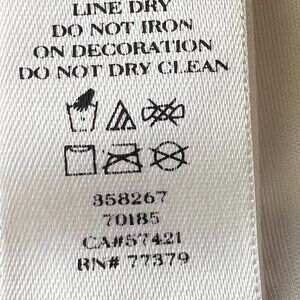 LINE DRY
DO NOT IRON
ON DECORATION
DO NOT DRY CLEAN
358267
70185
CA#57421
RN# 77379